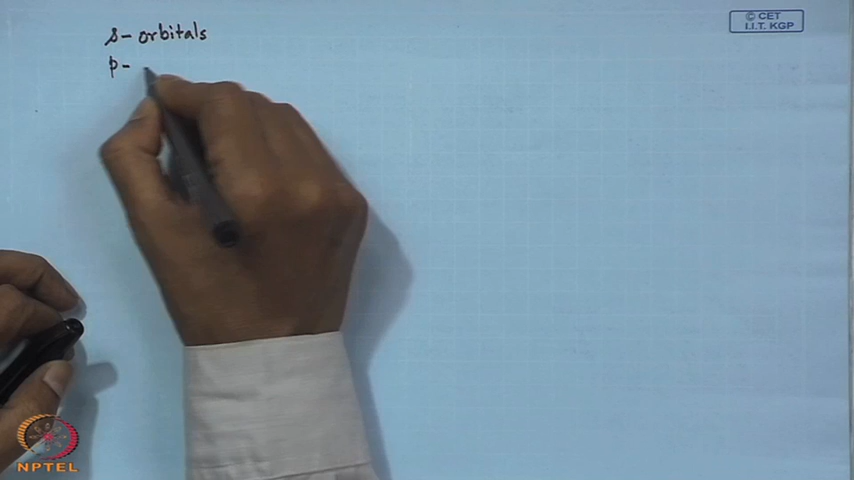 s- orbitals
p-
© CET
I.I.T. KGP
NPTEL